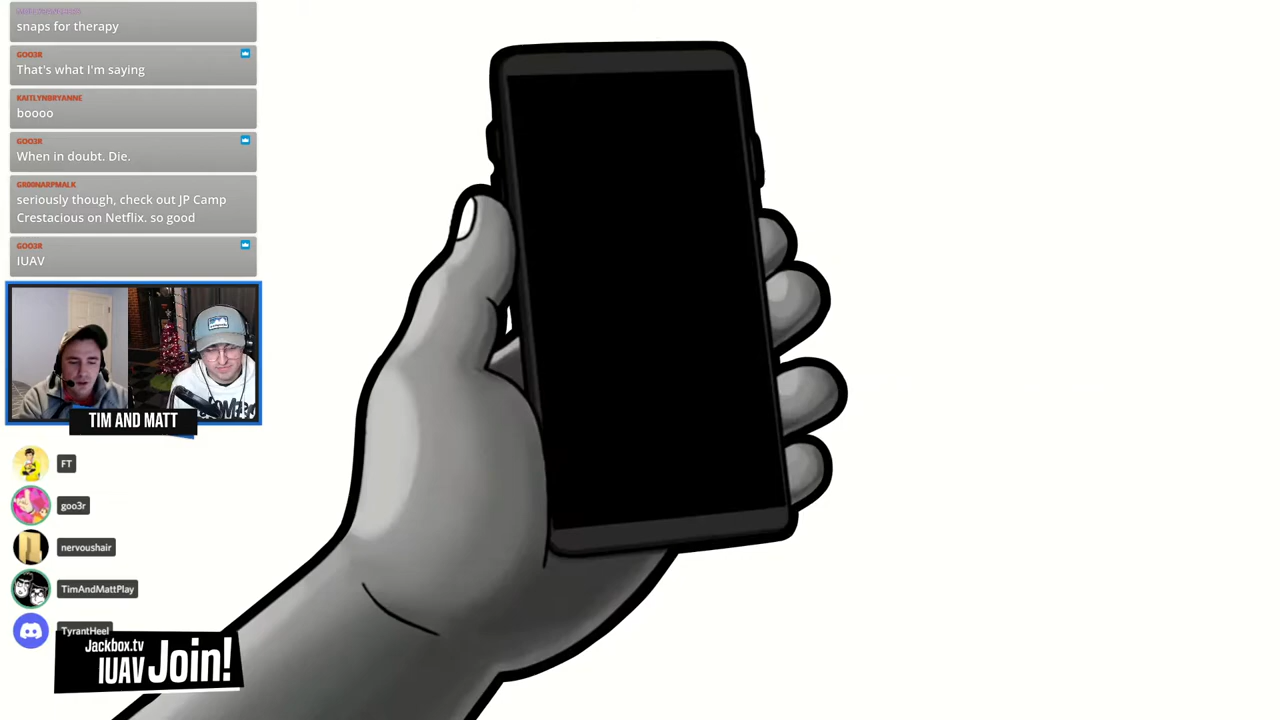 snaps for therapy
GOO3R
That's what I'm saying
KAITLYNBRYANNE
boooo
GOO3R
When in doubt. Die.
GR00NARPMALK
seriously though, check out JP Camp
Crestacious on Netflix. so good
GOO3R
IUAV
TIM AND MATT
FT
goo3r
nervoushair
TimAndMattPlay
TyrantHeel
Jackbox.tv
IUAV Join!